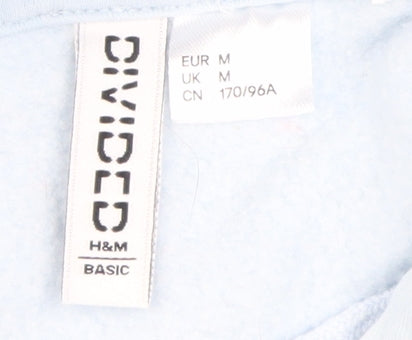 DIVIDED
H&M
BASIC
EUR M
UK M
CN 170/96A